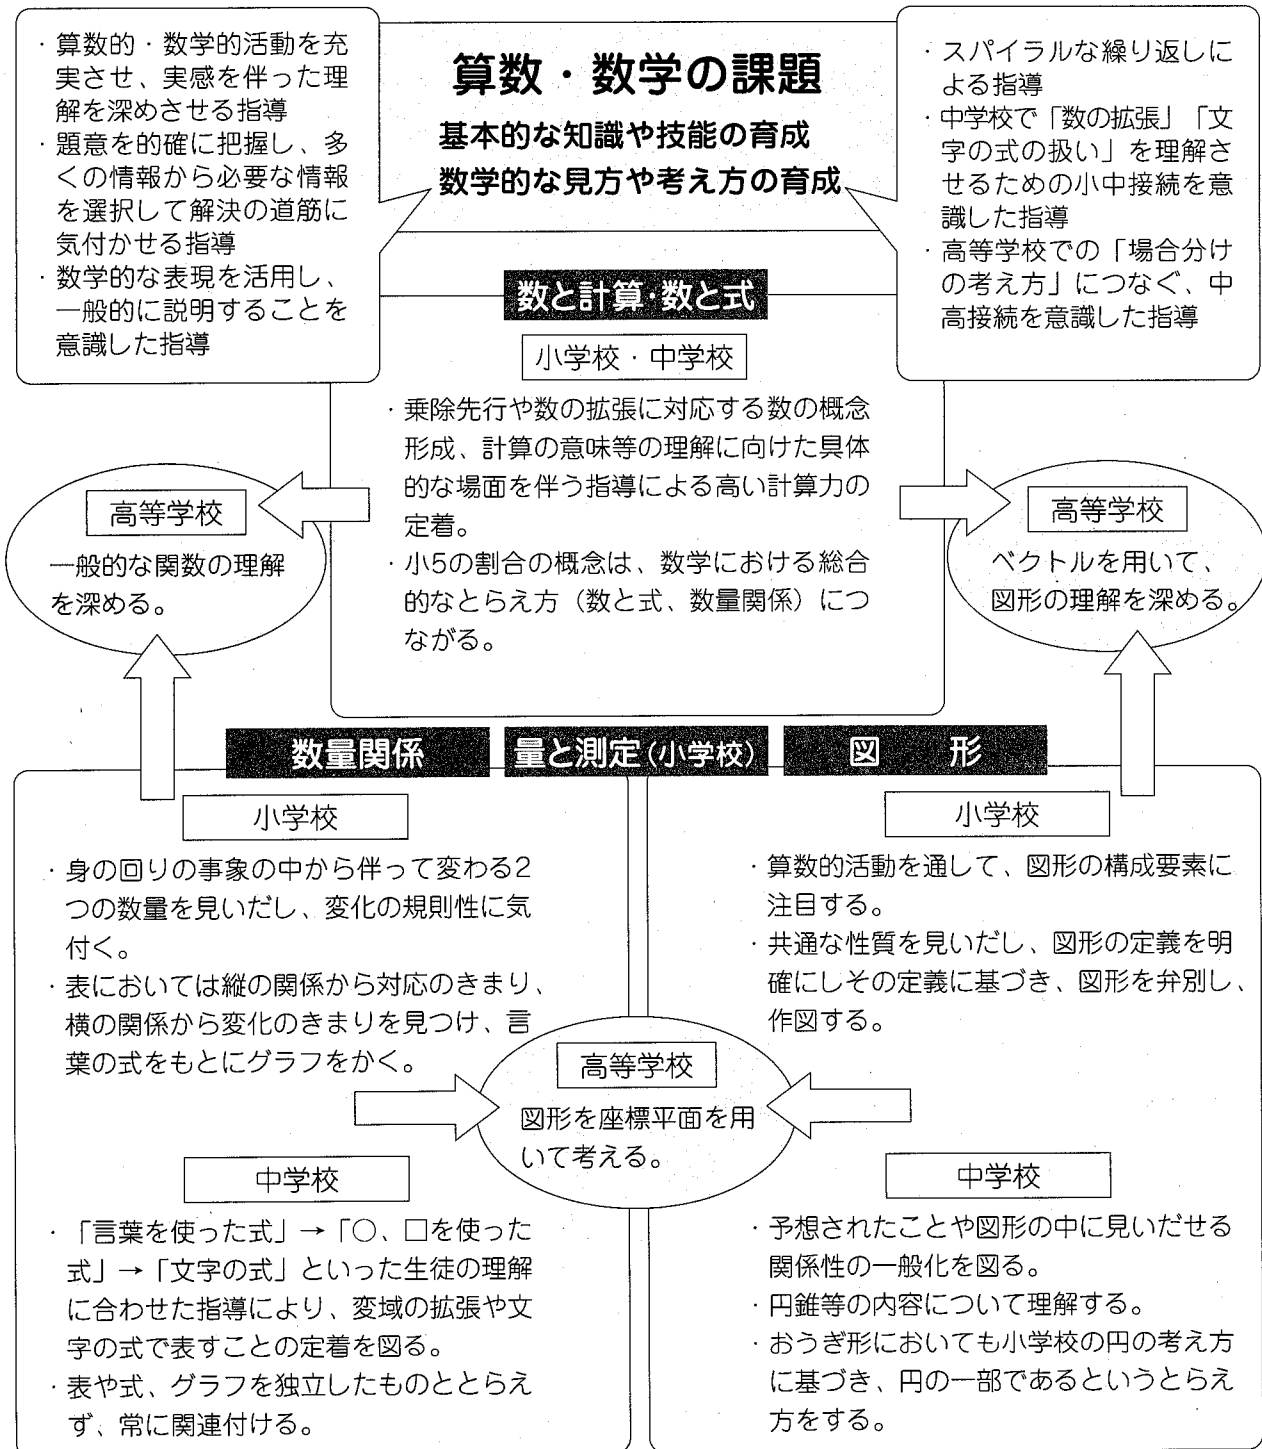 ・算数的・数学的活動を充
実させ、実感を伴った理
解を深めさせる指導
・題意を的確に把握し、多
くの情報から必要な情報
を選択して解決の道筋に
気付かせる指導
・数学的な表現を活用し、
一般的に説明することを
意識した指導
算数・数学の課題
基本的な知識や技能の育成
数学的な見方や考え方の育成
・スパイラルな繰り返しに
よる指導
・中学校で「数の拡張」「文
字の式の扱い」を理解さ
せるための小中接続を意
識した指導
・高等学校での「場合分け
の考え方」につなぐ、中
高接続を意識した指導
数と計算・数と式
小学校・中学校
・乗除先行や数の拡張に対応する数の概念
形成、計算の意味等の理解に向けた具体
的な場面を伴う指導による高い計算力の
定着。
・小5の割合の概念は、数学における総合
的なとらえ方（数と式、数量関係）につ
ながる。
高等学校
一般的な関数の理解
を深める。
高等学校
ベクトルを用いて、
図形の理解を深める。
数量関係
量と測定(小学校)
図　形
小学校
・身の回りの事象の中から伴って変わる2
つの数量を見いだし、変化の規則性に気
付く。
・表においては縦の関係から対応のきまり、
横の関係から変化のきまりを見つけ、言
葉の式をもとにグラフをかく。
小学校
・算数的活動を通して、図形の構成要素に
注目する。
・共通な性質を見いだし、図形の定義を明
確にしその定義に基づき、図形を弁別し、
作図する。
高等学校
図形を座標平面を用
いて考える。
中学校
・「言葉を使った式」→「○、□を使った
式」→「文字の式」といった生徒の理解
に合わせた指導により、変域の拡張や文
字の式で表すことの定着を図る。
・表や式、グラフを独立したものととらえ
ず、常に関連付ける。
中学校
・予想されたことや図形の中に見いだせる
関係性の一般化を図る。
・円錐等の内容について理解する。
・おうぎ形においても小学校の円の考え方
に基づき、円の一部であるというとらえ
方をする。